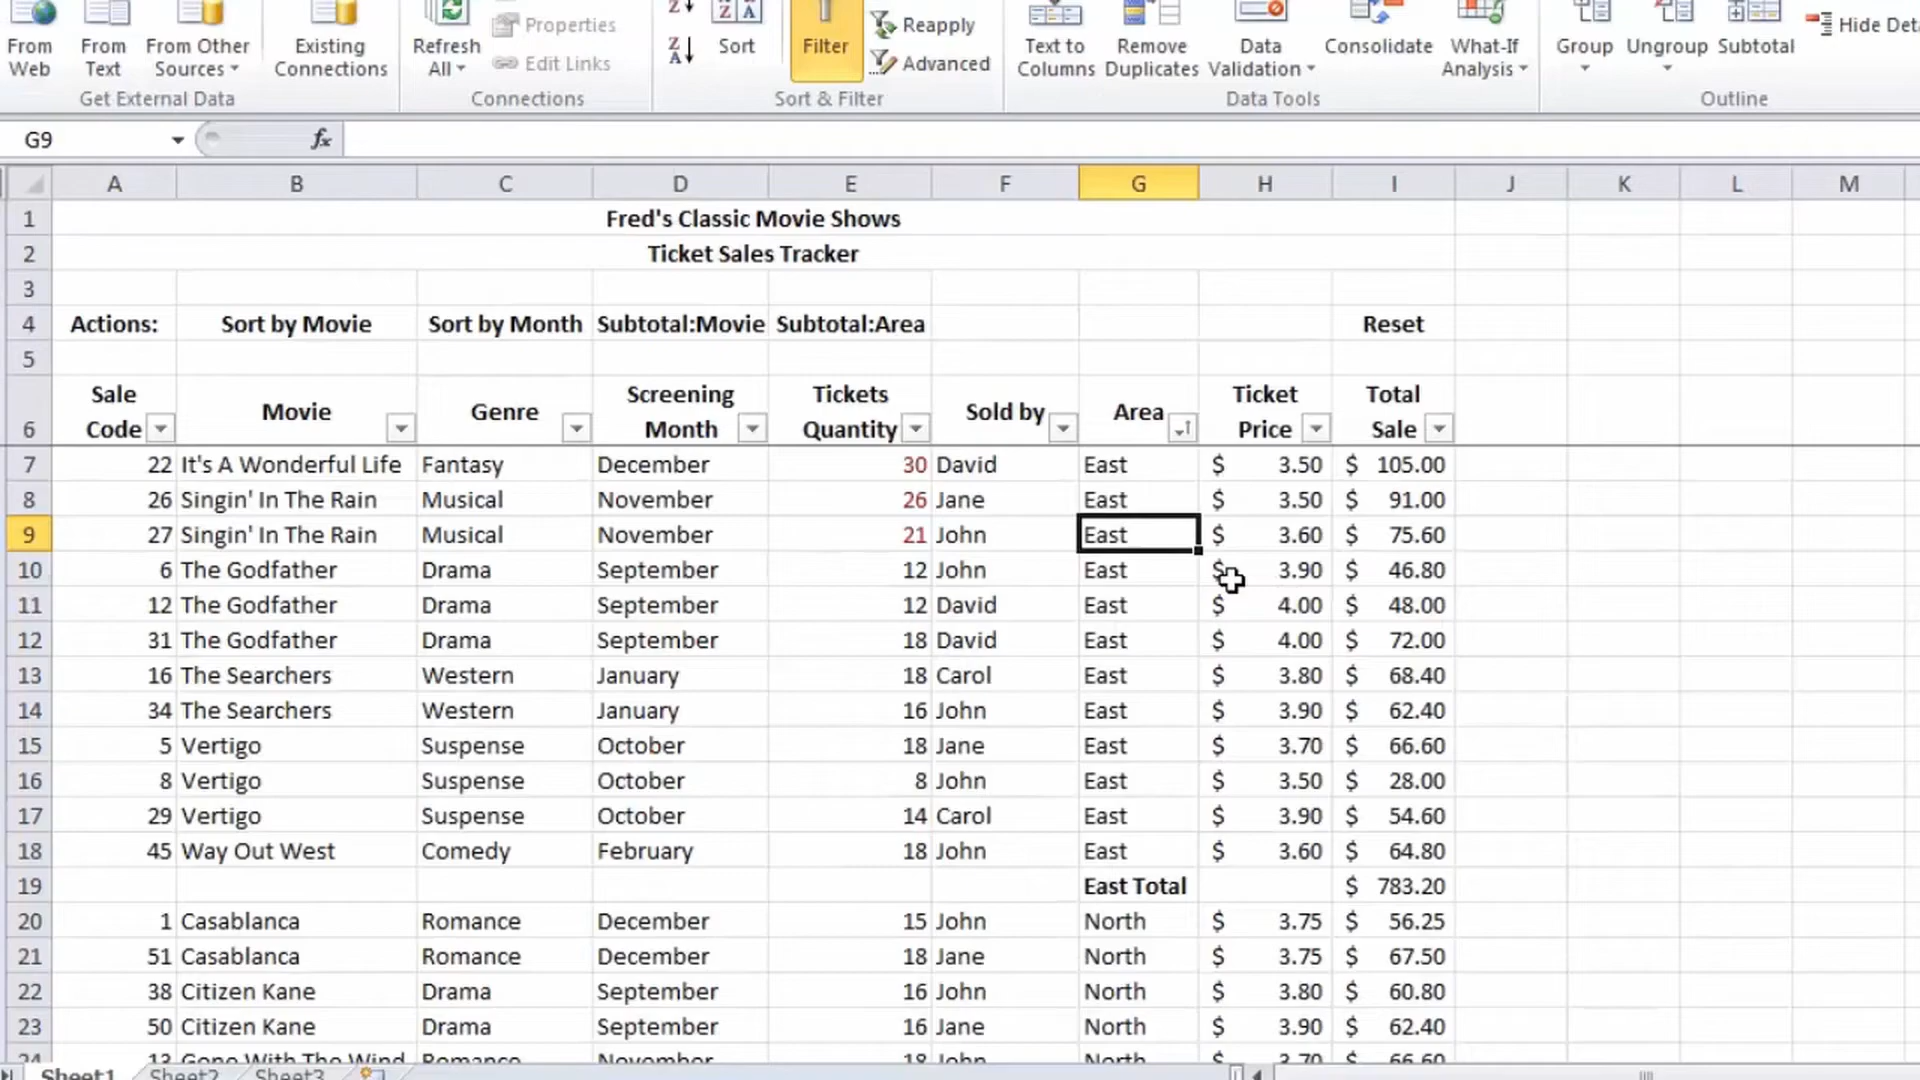 From Web
From Text
From Other Sources
Existing Connections
Refresh All
Properties
Edit Links
Sort
Filter
Reapply
Advanced
Text to Columns
Remove Duplicates
Data Validation
Consolidate
What-If Analysis
Group
Ungroup
Subtotal
Hide Deta
Get External Data
Connections
Sort & Filter
Data Tools
Outline
G9 fx
A B C D E F G H I J K L M
1 Fred's Classic Movie Shows
2 Ticket Sales Tracker
3
4 Actions: Sort by Movie Sort by Month Subtotal:Movie Subtotal:Area Reset
5
6 Sale Code Movie Genre Screening Month Tickets Quantity Sold by Area Ticket Price Total Sale
7 22 It's A Wonderful Life Fantasy December 30 David East $ 3.50 $ 105.00
8 26 Singin' In The Rain Musical November 26 Jane East $ 3.50 $ 91.00
9 27 Singin' In The Rain Musical November 21 John East $ 3.60 $ 75.60
10 6 The Godfather Drama September 12 John East $ 3.90 $ 46.80
11 12 The Godfather Drama September 12 David East $ 4.00 $ 48.00
12 31 The Godfather Drama September 18 David East $ 4.00 $ 72.00
13 16 The Searchers Western January 18 Carol East $ 3.80 $ 68.40
14 34 The Searchers Western January 16 John East $ 3.90 $ 62.40
15 5 Vertigo Suspense October 18 Jane East $ 3.70 $ 66.60
16 8 Vertigo Suspense October 8 John East $ 3.50 $ 28.00
17 29 Vertigo Suspense October 14 Carol East $ 3.90 $ 54.60
18 45 Way Out West Comedy February 18 John East $ 3.60 $ 64.80
19 East Total $ 783.20
20 1 Casablanca Romance December 15 John North $ 3.75 $ 56.25
21 51 Casablanca Romance December 18 Jane North $ 3.75 $ 67.50
22 38 Citizen Kane Drama September 16 John North $ 3.80 $ 60.80
23 50 Citizen Kane Drama September 16 Jane North $ 3.90 $ 62.40
24 13 Gone With The Wind Romance November 18 John North $ 3.70 $ 66.60
Sheet1 Sheet2 Sheet3